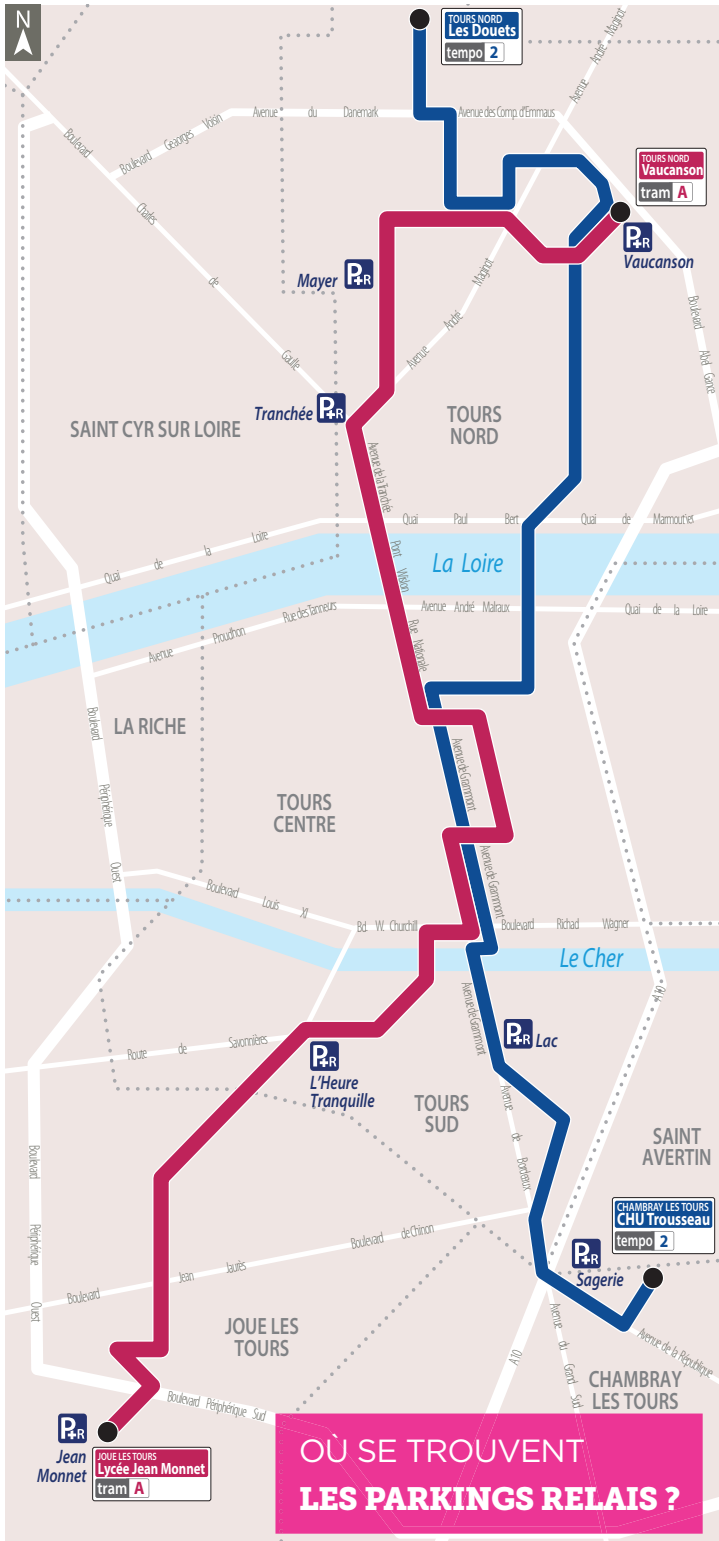 N
TOURS NORD
Les Douets
tempo 2
Avenue André Maginot
Boulevard Georges Voisin
Avenue du Danemark
Avenue des Comp. d'Emmaus
Boulevard Charles de Gaulle
TOURS NORD
Vaucanson
tram A
P+R
Vaucanson
Mayer P+R
Avenue André Maginot
Boulevard Abd Gance
Tranchée P+R
SAINT CYR SUR LOIRE
TOURS
NORD
Avenue de la Tranchée
Quai de la Loire
Quai Paul Bert
Quai de Marmouties
Pont Wislon
La Loire
Avenue Proudhon
Rue des Tanneurs
Avenue André Malraux
Quai de la Loire
Rue Nationale
LA RICHE
Boulevard Périphérique Ouest
Avenue de Grammont
TOURS
CENTRE
Avenue de Grammont
Boulevard Louis XI
Bd. W. Churchill
Boulevard Richad Wagner
Le Cher
A10
Avenue de Grammont
Route de Savonnières
P+R Lac
P+R
L'Heure
Tranquille
TOURS
SUD
Avenue de Bordeaux
SAINT
AVERTIN
Boulevard Périphérique Ouest
CHAMBRAY LES TOURS
CHU Trousseau
tempo 2
Boulevard Jean Jaurès
Boulevard de Chinon
P+R
Sagerie
JOUE LES
TOURS
A10
Avenue du Grand Sud
Avenue de la République
CHAMBRAY
LES TOURS
Boulevard Périphérique Sud
P+R
Jean
Monnet
JOUE LES TOURS
Lycée Jean Monnet
tram A
OÙ SE TROUVENT
LES PARKINGS RELAIS ?